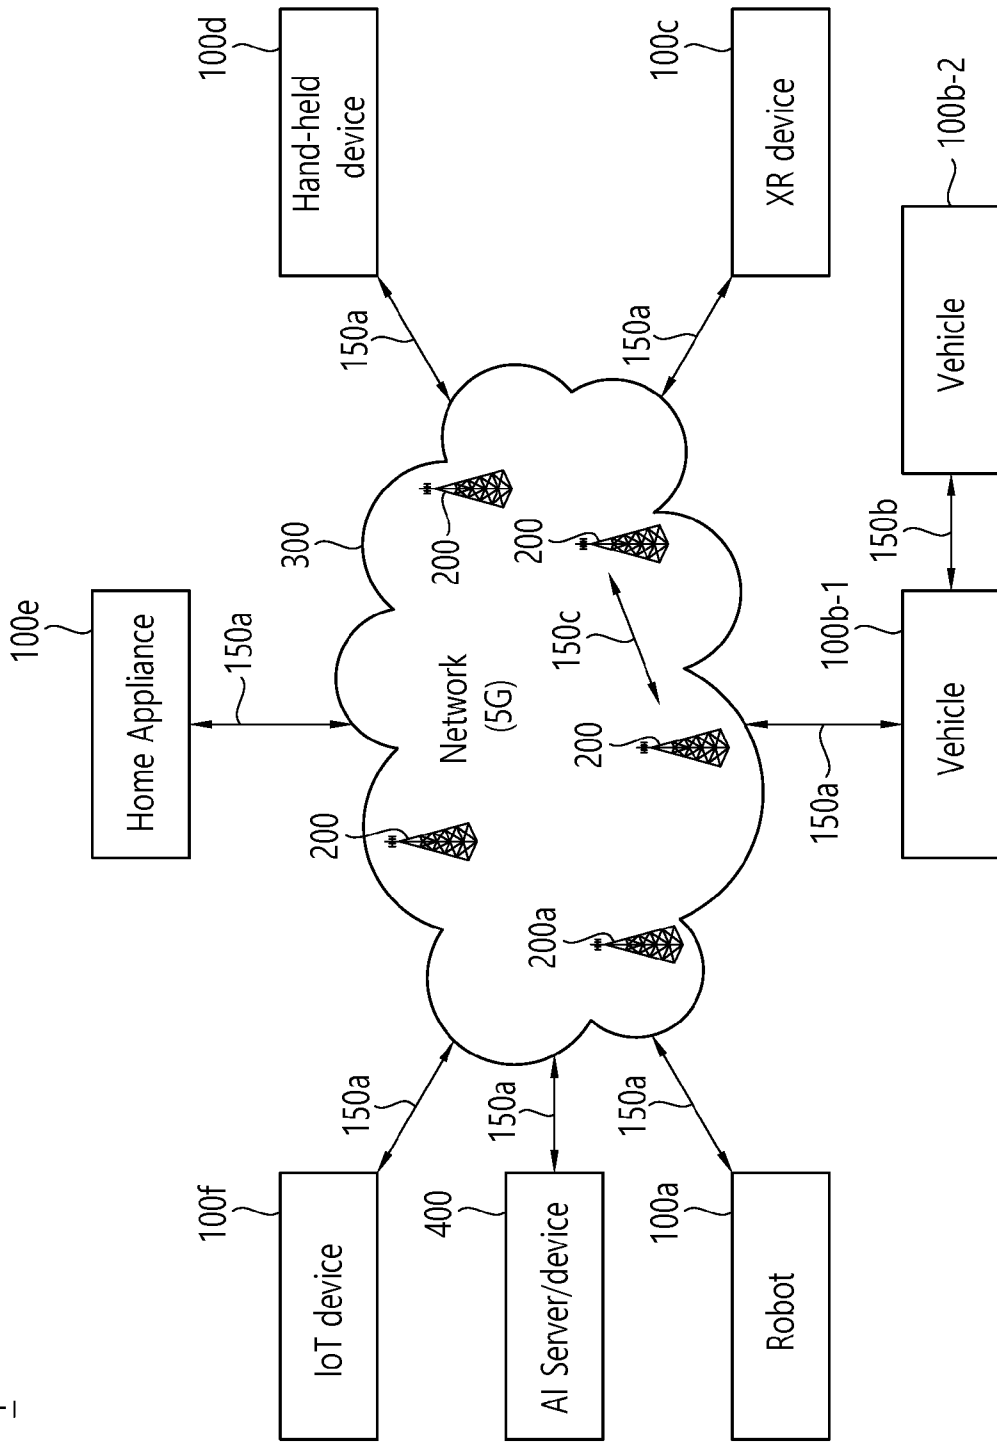 1
100e
Home Appliance
100f
100d
150a
300
Hand-held
device
IoT device
200
150a
150a
400
200
Network
(5G)
150a
200
200a
AI Server/device
150c
200
150a
150a
100a
100c
Robot
XR device
150a
100b-1
150b
Vehicle
Vehicle
100b-2